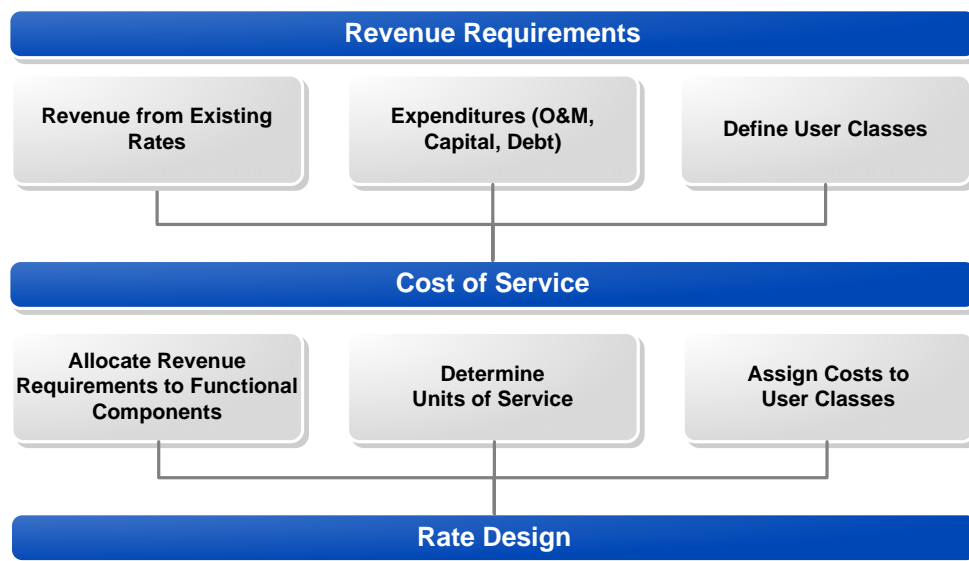 Revenue Requirements
Revenue from Existing
Rates
Expenditures (O&M,
Capital, Debt)
Define User Classes
Cost of Service
Allocate Revenue
Requirements to Functional
Components
Determine
Units of Service
Assign Costs to
User Classes
Rate Design